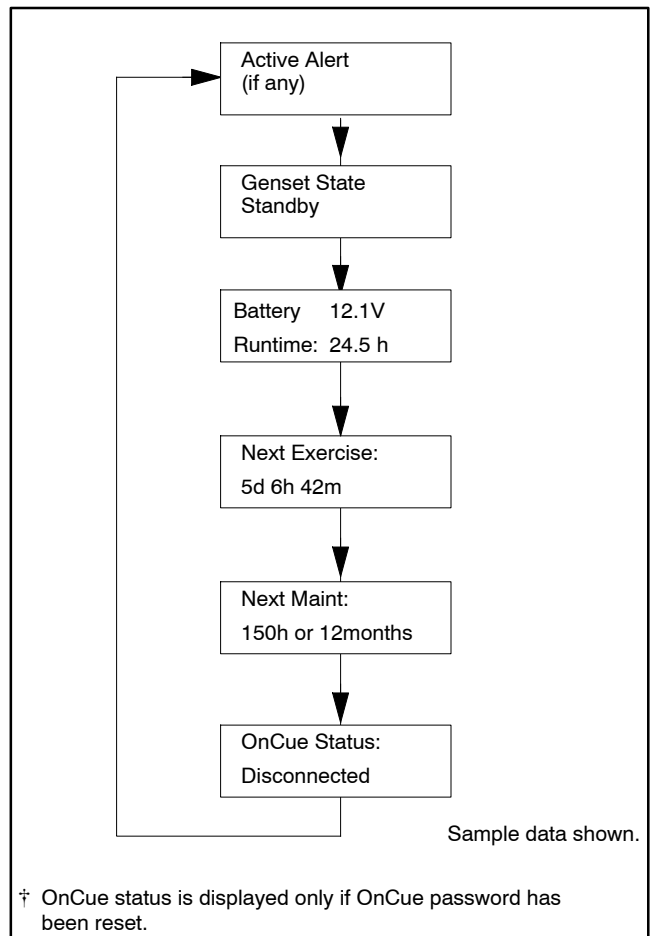 Active Alert
(if any)
Genset State
Standby
Battery 12.1V
Runtime: 24.5 h
Next Exercise:
5d 6h 42m
Next Maint:
150h or 12months
OnCue Status:
Disconnected
Sample data shown.
† OnCue status is displayed only if OnCue password has
been reset.